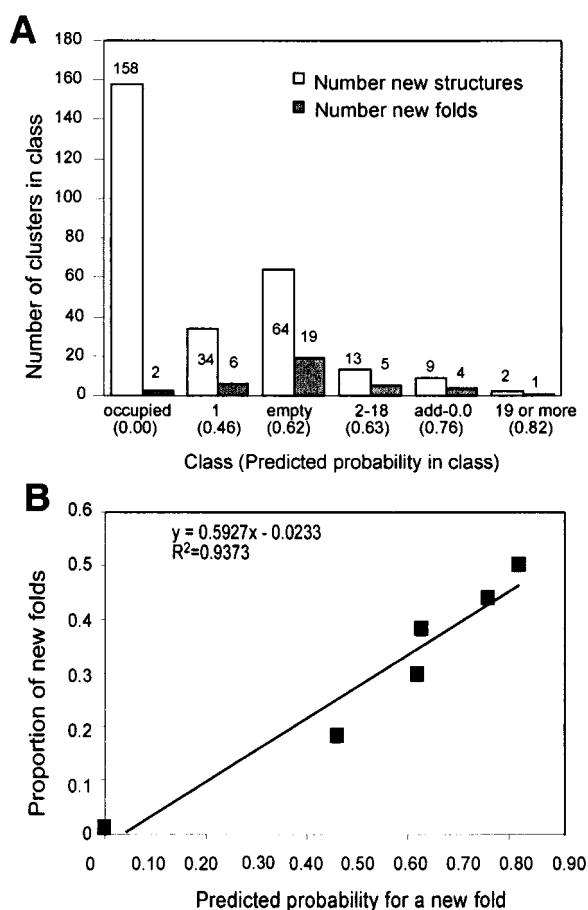 A
180
160
140
120
100
80
60
40
20
0
Number of clusters in class
Number new structures
Number new folds
158
2
34
6
64
19
13
5
9
4
2
1
occupied 1 empty 2-18 add-0.0 19 or more
(0.00) (0.46) (0.62) (0.63) (0.76) (0.82)
Class (Predicted probability in class)
B
0.6
0.5
0.4
0.3
0.2
0.1
0
Proportion of new folds
y = 0.5927x - 0.0233
R²=0.9373
0 0.10 0.20 0.30 0.40 0.50 0.60 0.70 0.80 0.90
Predicted probability for a new fold